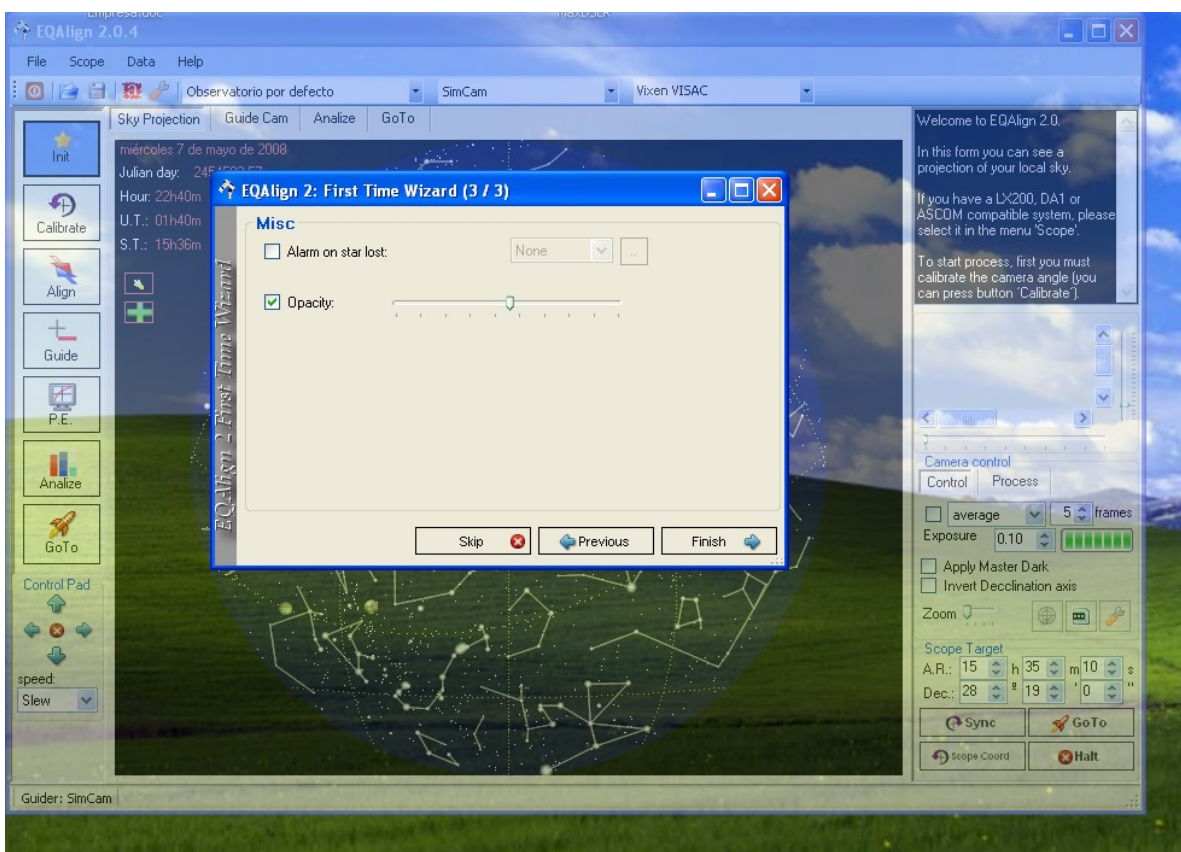 Empresa.doc
MaxDSLR
EQAlign 2.0.4
File Scope Data Help
Observatorio por defecto SimCam Vixen VISAC
Sky Projection Guide Cam Analize GoTo
Init
Calibrate
Align
Guide
P.E.
Analize
GoTo
Control Pad
speed:
Slew
miércoles 7 de mayo de 2008
Julian day:
Hour: 22h40m
U.T.: 01h40m
S.T.: 15h36m
EQAlign 2: First Time Wizard (3 / 3)
EQAlign 2 First Time Wizard
Misc
Alarm on star lost: None ..
Opacity:
Skip Previous Finish
Welcome to EQAlign 2.0.
In this form you can see a
projection of your local sky.
If you have a LX200, DA1 or
ASCOM compatible system, please
select it in the menu 'Scope'.
To start process, first you must
calibrate the camera angle (you
can press button 'Calibrate').
Camera control
Control Process
average 5 frames
Exposure 0.10
Apply Master Dark
Invert Decclination axis
Zoom
Scope Target
A.R.: 15 h 35 m 10 s
Dec.: 28 º 19 ' 0 "
Sync GoTo
Scope Coord Halt
Guider: SimCam